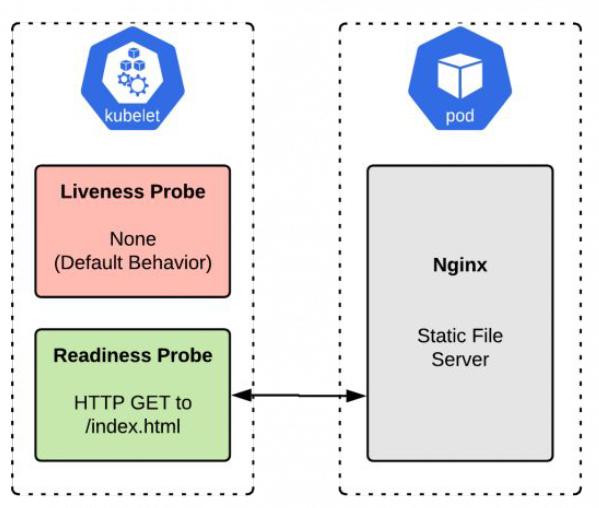 kubelet
Liveness Probe
None
(Default Behavior)
Readiness Probe
HTTP GET to
/index.html
pod
Nginx
Static File
Server